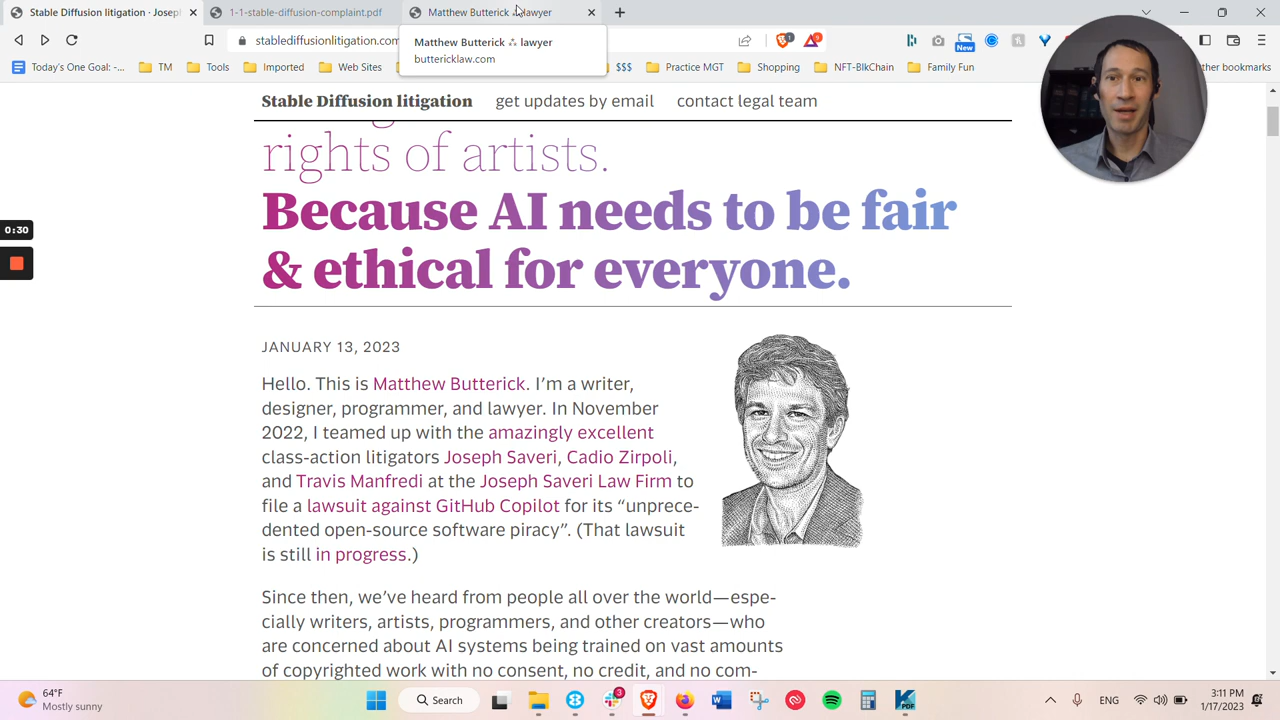 Stable Diffusion litigation · Josep
1-1-stable-diffusion-complaint.pdf
Matthew Butterick ⁂ lawyer
stablediffusionlitigation.com
Matthew Butterick ⁂ lawyer
butterricklaw.com
1
5
New
Today's One Goal: -...
TM
Tools
Imported
Web Sites
$$$
Practice MGT
Shopping
NFT-BlkChain
Family Fun
her bookmarks
Stable Diffusion litigation
get updates by email
contact legal team
rights of artists.
Because AI needs to be fair
& ethical for everyone.
0:30
JANUARY 13, 2023
Hello. This is Matthew Butterick. I'm a writer,
designer, programmer, and lawyer. In November
2022, I teamed up with the amazingly excellent
class-action litigators Joseph Saveri, Cadio Zirpoli,
and Travis Manfredi at the Joseph Saveri Law Firm to
file a lawsuit against GitHub Copilot for its “unprece-
dented open-source software piracy”. (That lawsuit
is still in progress.)
Since then, we've heard from people all over the world—espe-
cially writers, artists, programmers, and other creators—who
are concerned about AI systems being trained on vast amounts
of copyrighted work with no consent, no credit, and no com-
64°F
Mostly sunny
Search
3
ENG
3:11 PM
1/17/2023